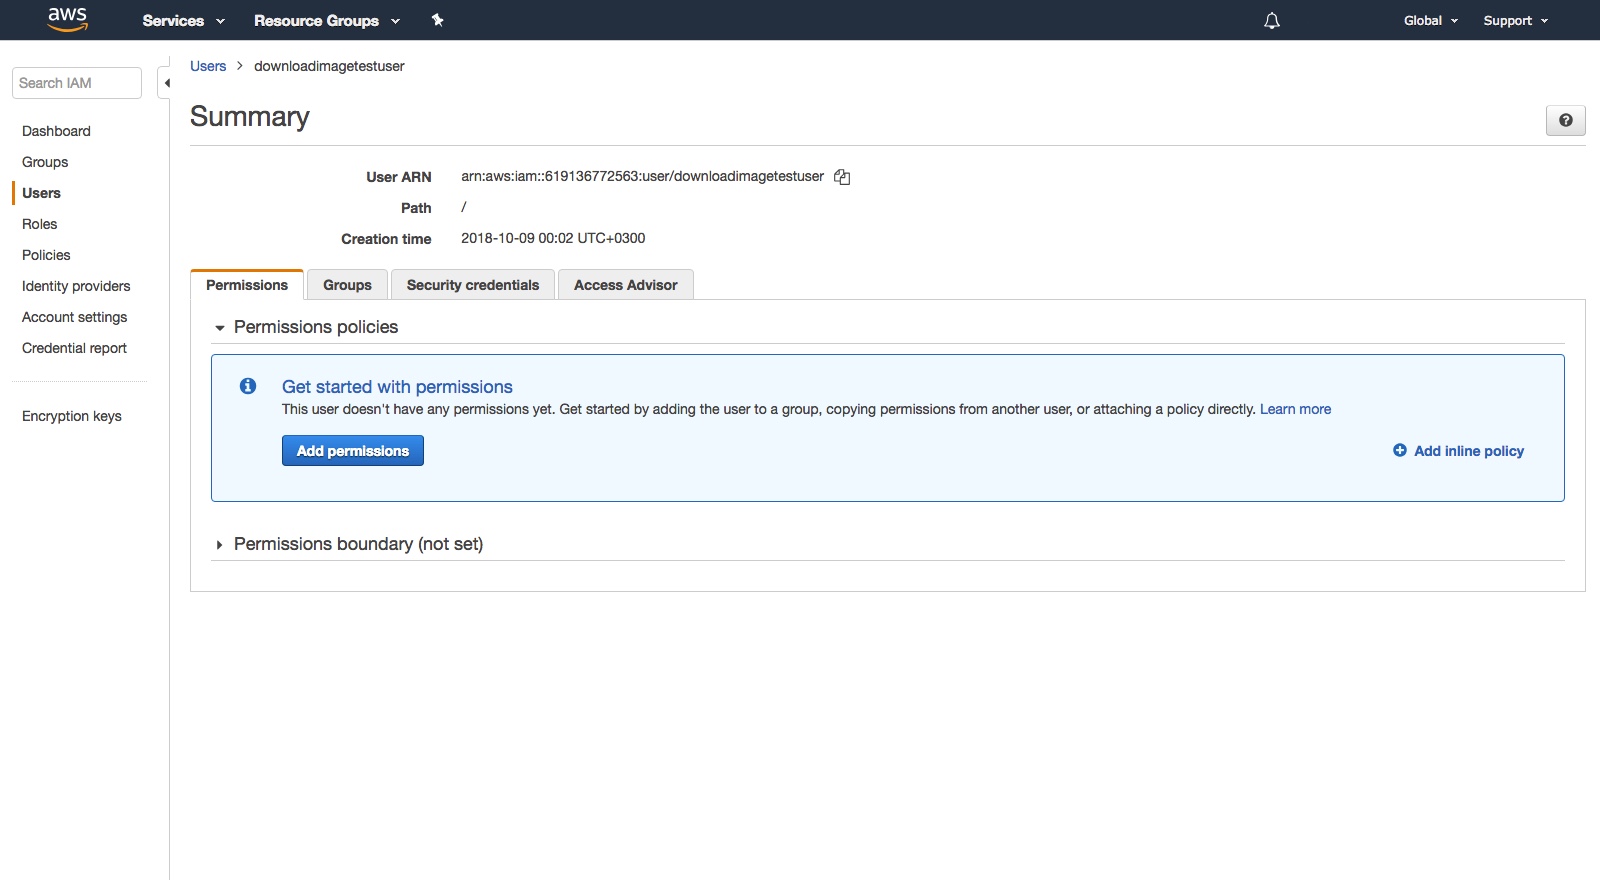 aws Services Resource Groups Global Support
Search IAM
Dashboard
Groups
Users
Roles
Policies
Identity providers
Account settings
Credential report
Encryption keys
Users > downloadimagetestuser
Summary
User ARN arn:aws:iam::619136772563:user/downloadimagetestuser
Path /
Creation time 2018-10-09 00:02 UTC+0300
Permissions Groups Security credentials Access Advisor
Permissions policies
Get started with permissions
This user doesn't have any permissions yet. Get started by adding the user to a group, copying permissions from another user, or attaching a policy directly. Learn more
Add permissions Add inline policy
Permissions boundary (not set)